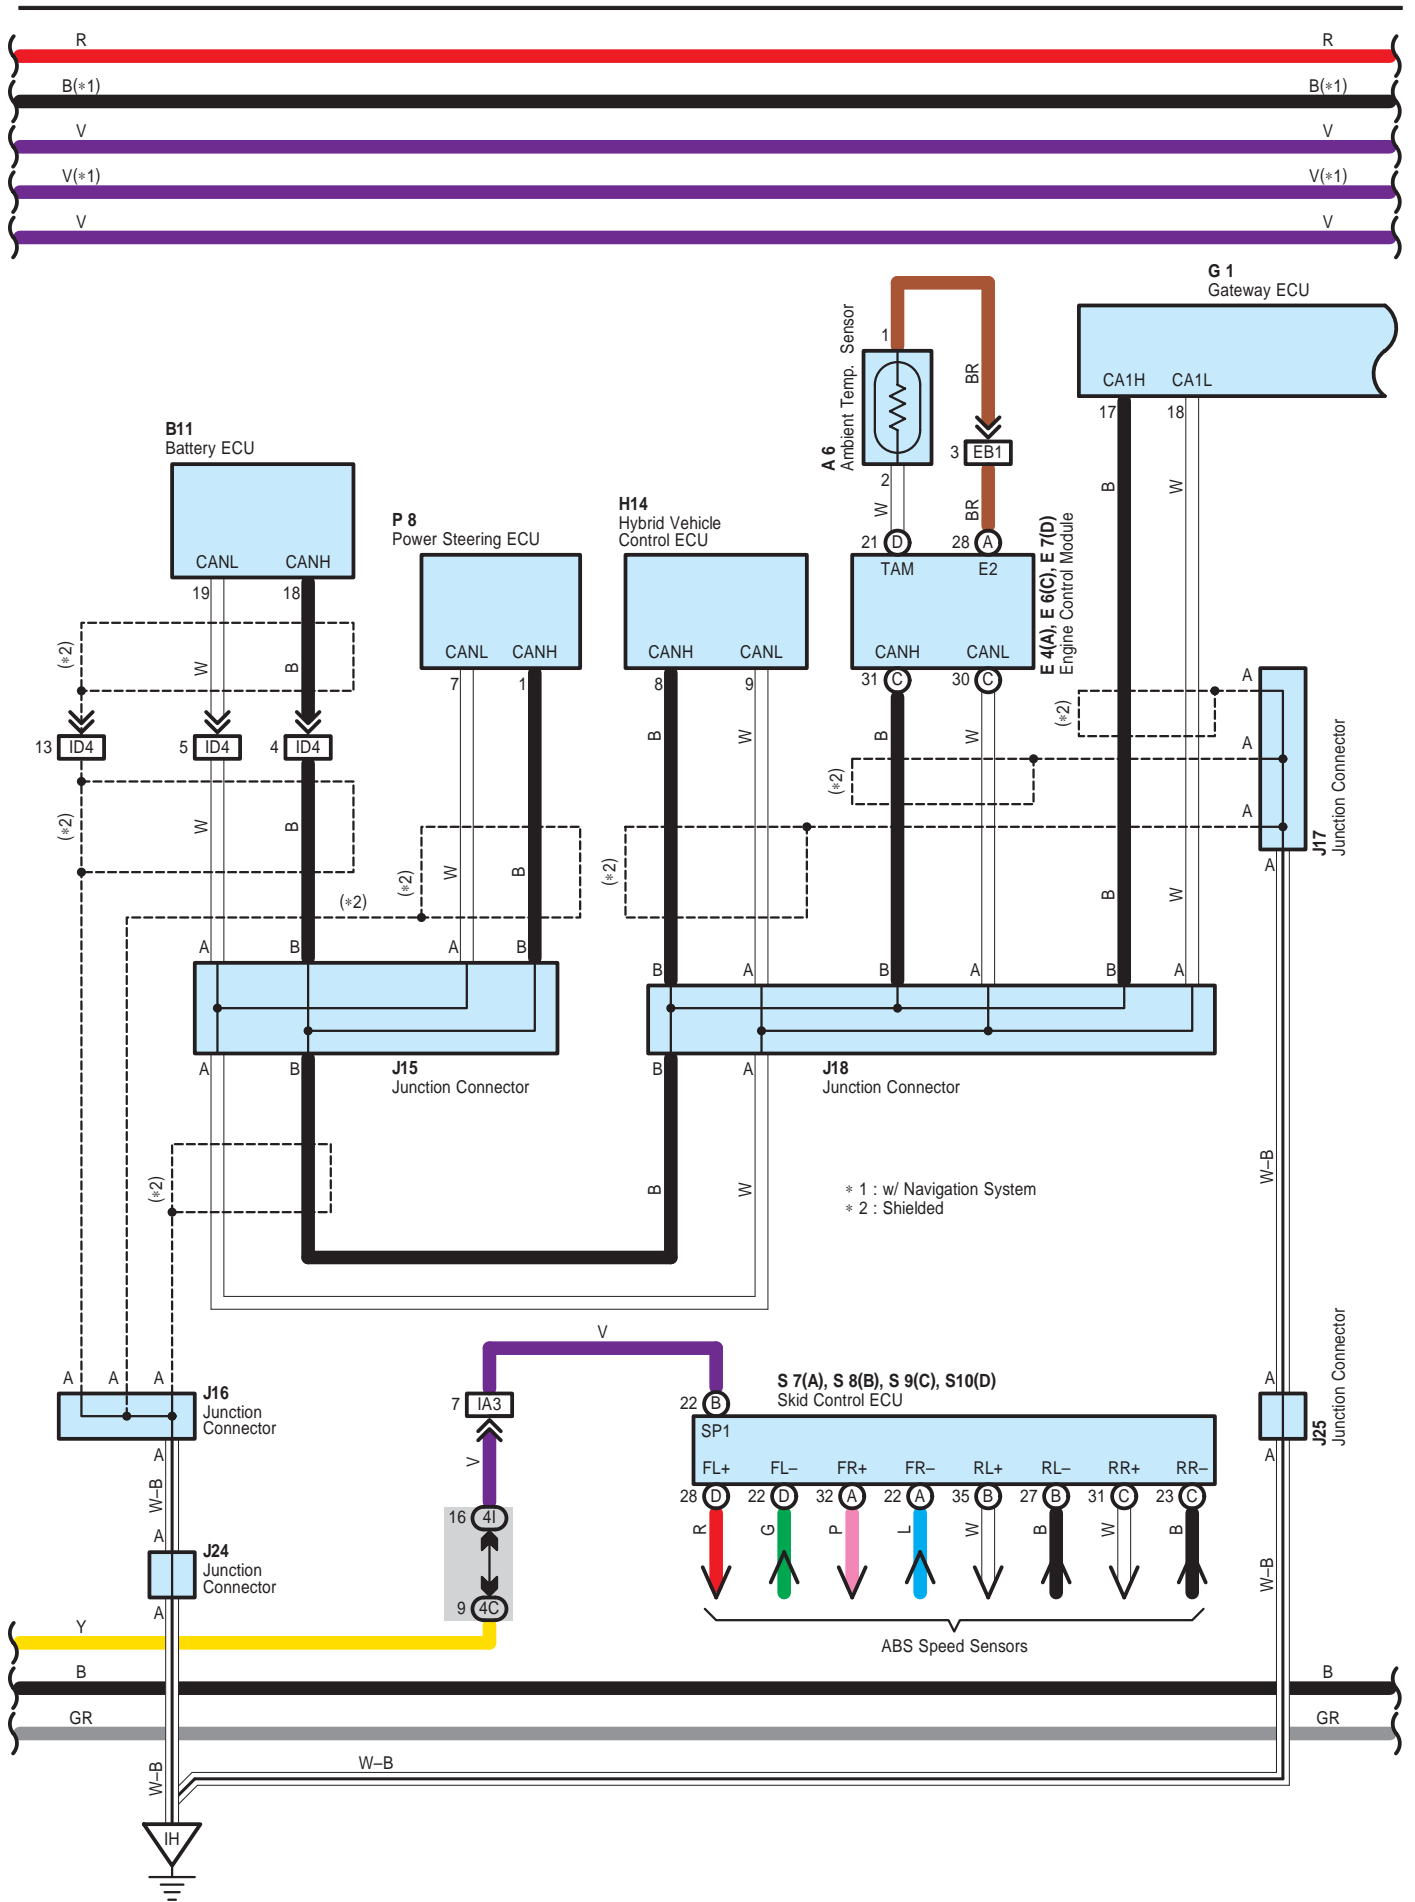 R R
B(∗1) B(∗1)
V V
V(∗1) V(∗1)
V V
G 1
Gateway ECU
CA1H CA1L
17 18
B W
A 6
Ambient Temp. Sensor
1
2
W
BR
3 EB1
BR
21 D 28 A
TAM E2
E 4(A), E 6(C), E 7(D)
Engine Control Module
CANH CANL
31 C 30 C
B W
B11
Battery ECU
CANL CANH
19 18
(∗2) W B
13 ID4 5 ID4 4 ID4
(∗2) W B
P 8
Power Steering ECU
CANL CANH
7 1
(∗2) W B
(∗2)
H14
Hybrid Vehicle
Control ECU
CANH CANL
8 9
B W
(∗2)
(∗2)
(∗2)
A
A
A
J17
Junction Connector
A
B W
A B A B
J15
Junction Connector
A B
B A B A B A
J18
Junction Connector
B A
(∗2)
B W
W–B
∗ 1 : w/ Navigation System
∗ 2 : Shielded
V
A A A
J16
Junction
Connector
A
W–B
A
J24
Junction
Connector
A
7 IA3
V
16 4I
9 4C
22 B
S 7(A), S 8(B), S 9(C), S10(D)
Skid Control ECU
SP1
FL+ FL– FR+ FR– RL+ RL– RR+ RR–
28 D 22 D 32 A 22 A 35 B 27 B 31 C 23 C
R G P L W B W B
ABS Speed Sensors
A
J25
Junction Connector
A
W–B
Y
B B
GR GR
W–B
W–B
IH